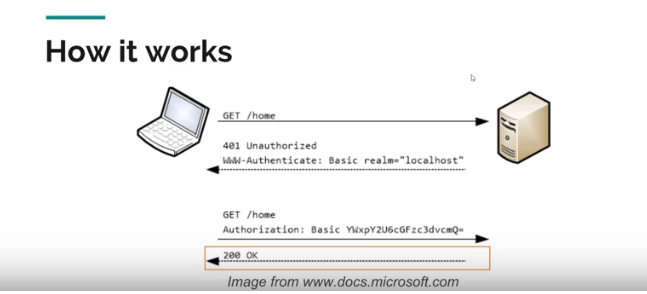 How it works
GET /home
401 Unauthorized
WWW-Authenticate: Basic realm="localhost"
GET /home
Authorization: Basic YWxpY2U6cGFzc3dvcmQ=
200 OK
Image from www.docs.microsoft.com